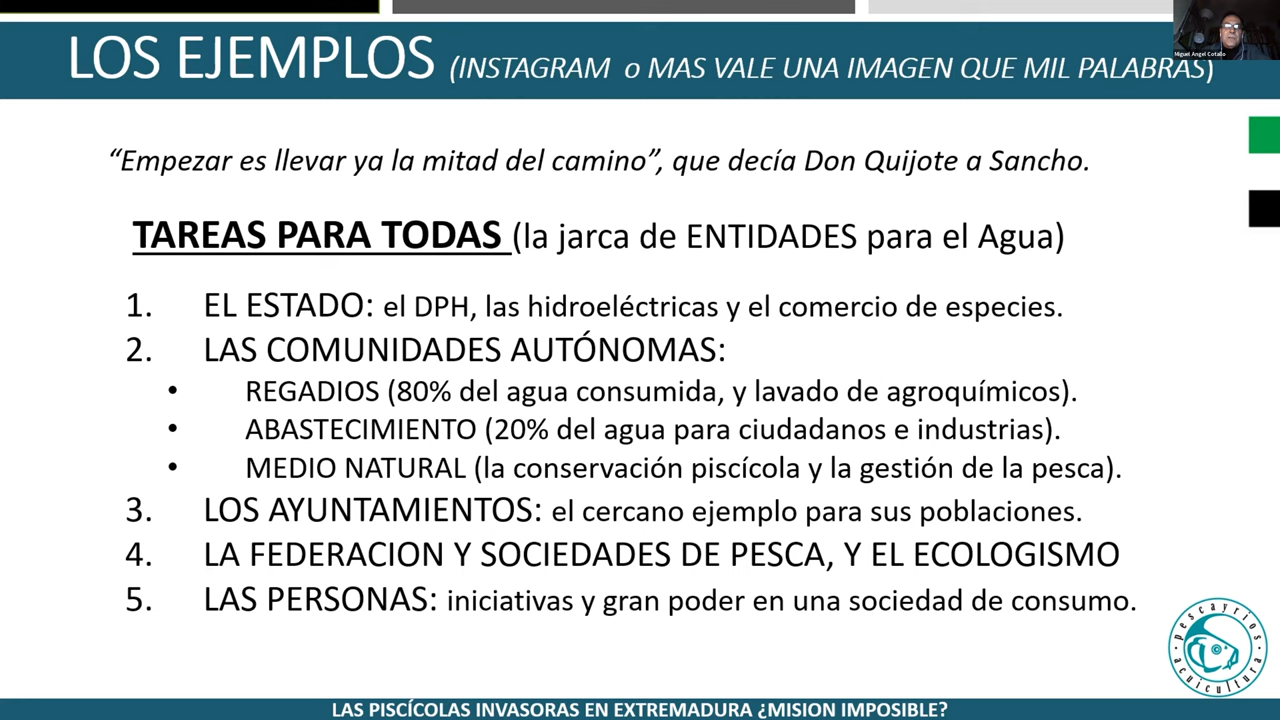 LOS EJEMPLOS (INSTAGRAM o MAS VALE UNA IMAGEN QUE MIL PALABRAS)
Miguel Angel Cotallo
“Empezar es llevar ya la mitad del camino”, que decía Don Quijote a Sancho.
TAREAS PARA TODAS (la jarca de ENTIDADES para el Agua)
1. EL ESTADO: el DPH, las hidroeléctricas y el comercio de especies.
2. LAS COMUNIDADES AUTÓNOMAS:
• REGADIOS (80% del agua consumida, y lavado de agroquímicos).
• ABASTECIMIENTO (20% del agua para ciudadanos e industrias).
• MEDIO NATURAL (la conservación piscícola y la gestión de la pesca).
3. LOS AYUNTAMIENTOS: el cercano ejemplo para sus poblaciones.
4. LA FEDERACION Y SOCIEDADES DE PESCA, Y EL ECOLOGISMO
5. LAS PERSONAS: iniciativas y gran poder en una sociedad de consumo.
pescayrios
acuicultura
LAS PISCÍCOLAS INVASORAS EN EXTREMADURA ¿MISION IMPOSIBLE?